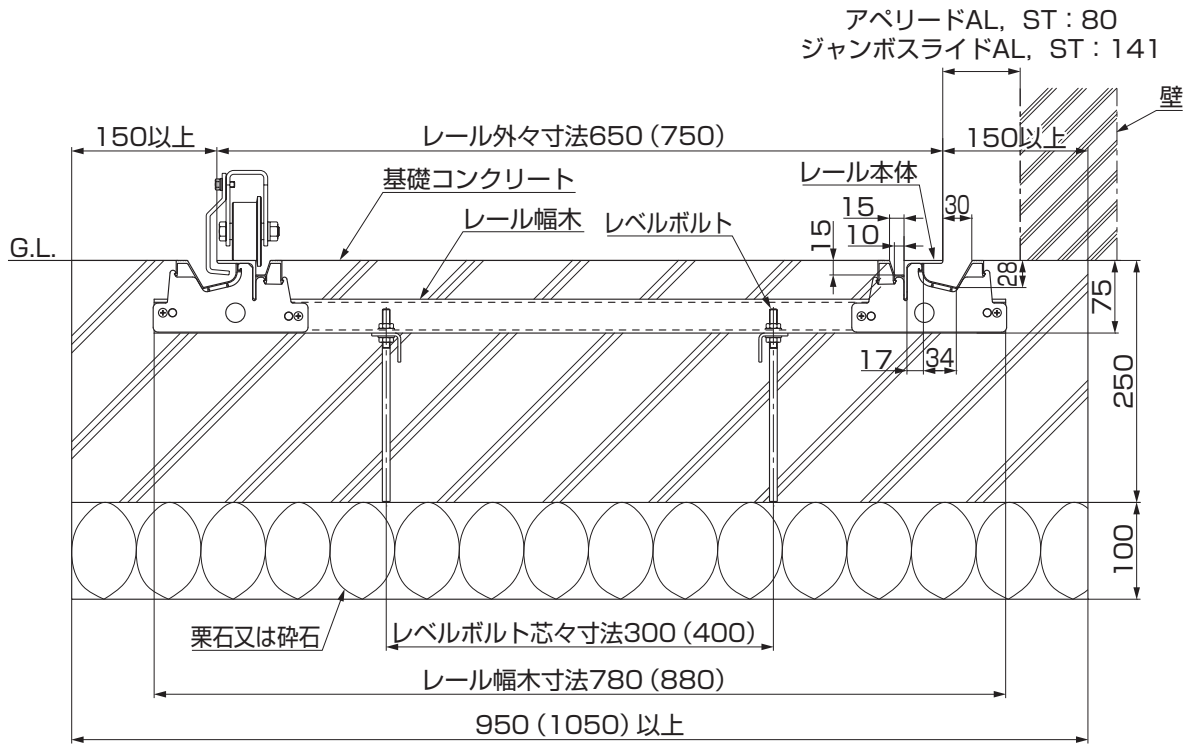 アペリードAL, ST：80
ジャンボスライドAL, ST：141
壁
150以上
レール外々寸法650（750）
150以上
基礎コンクリート
レール本体
レール幅木
レベルボルト
15
30
15
10
G.L.
28
75
17
34
250
100
栗石又は砕石
レベルボルト芯々寸法300（400）
レール幅木寸法780（880）
950（1050）以上